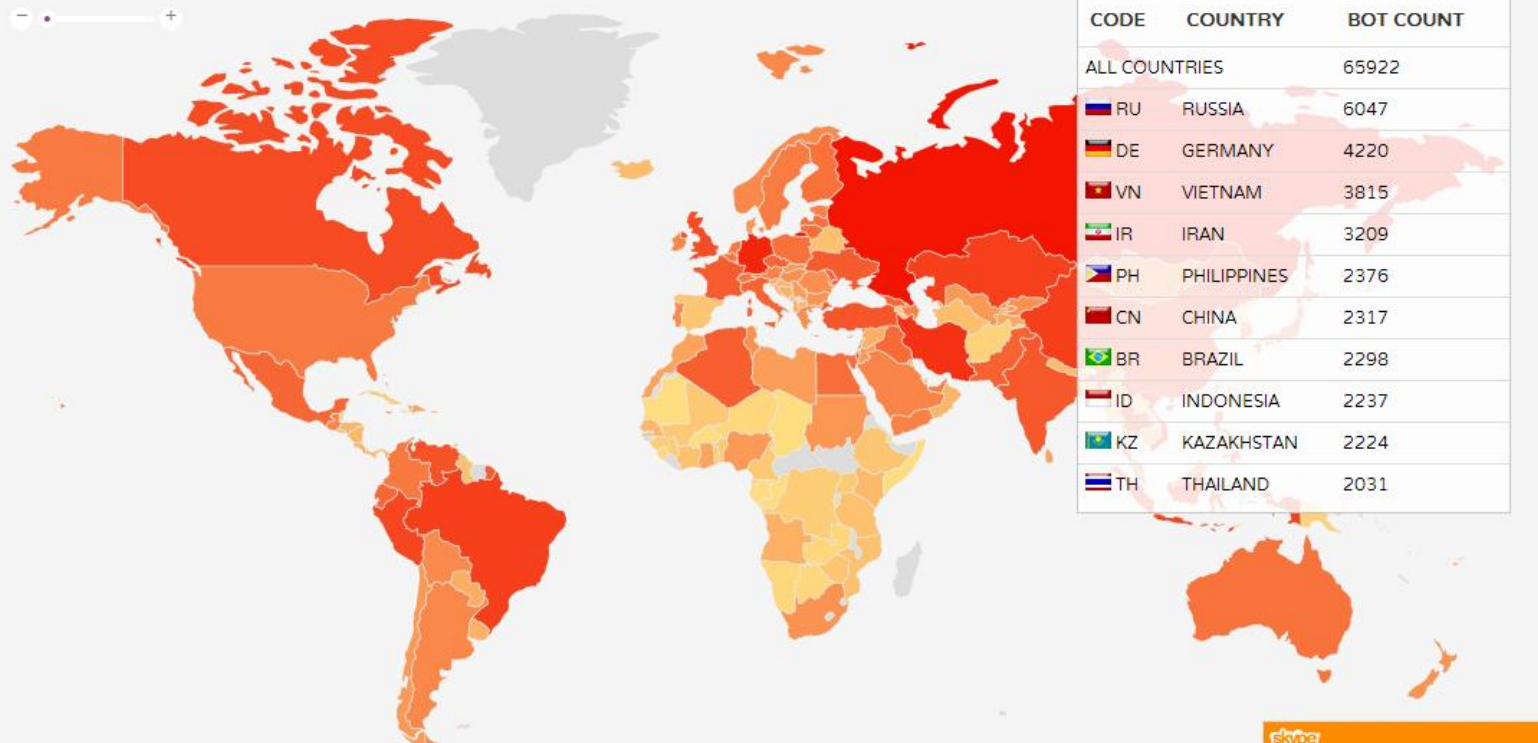 CODE COUNTRY BOT COUNT
ALL COUNTRIES 65922
RU RUSSIA 6047
DE GERMANY 4220
VN VIETNAM 3815
IR IRAN 3209
PH PHILIPPINES 2376
CN CHINA 2317
BR BRAZIL 2298
ID INDONESIA 2237
KZ KAZAKHSTAN 2224
TH THAILAND 2031
skype